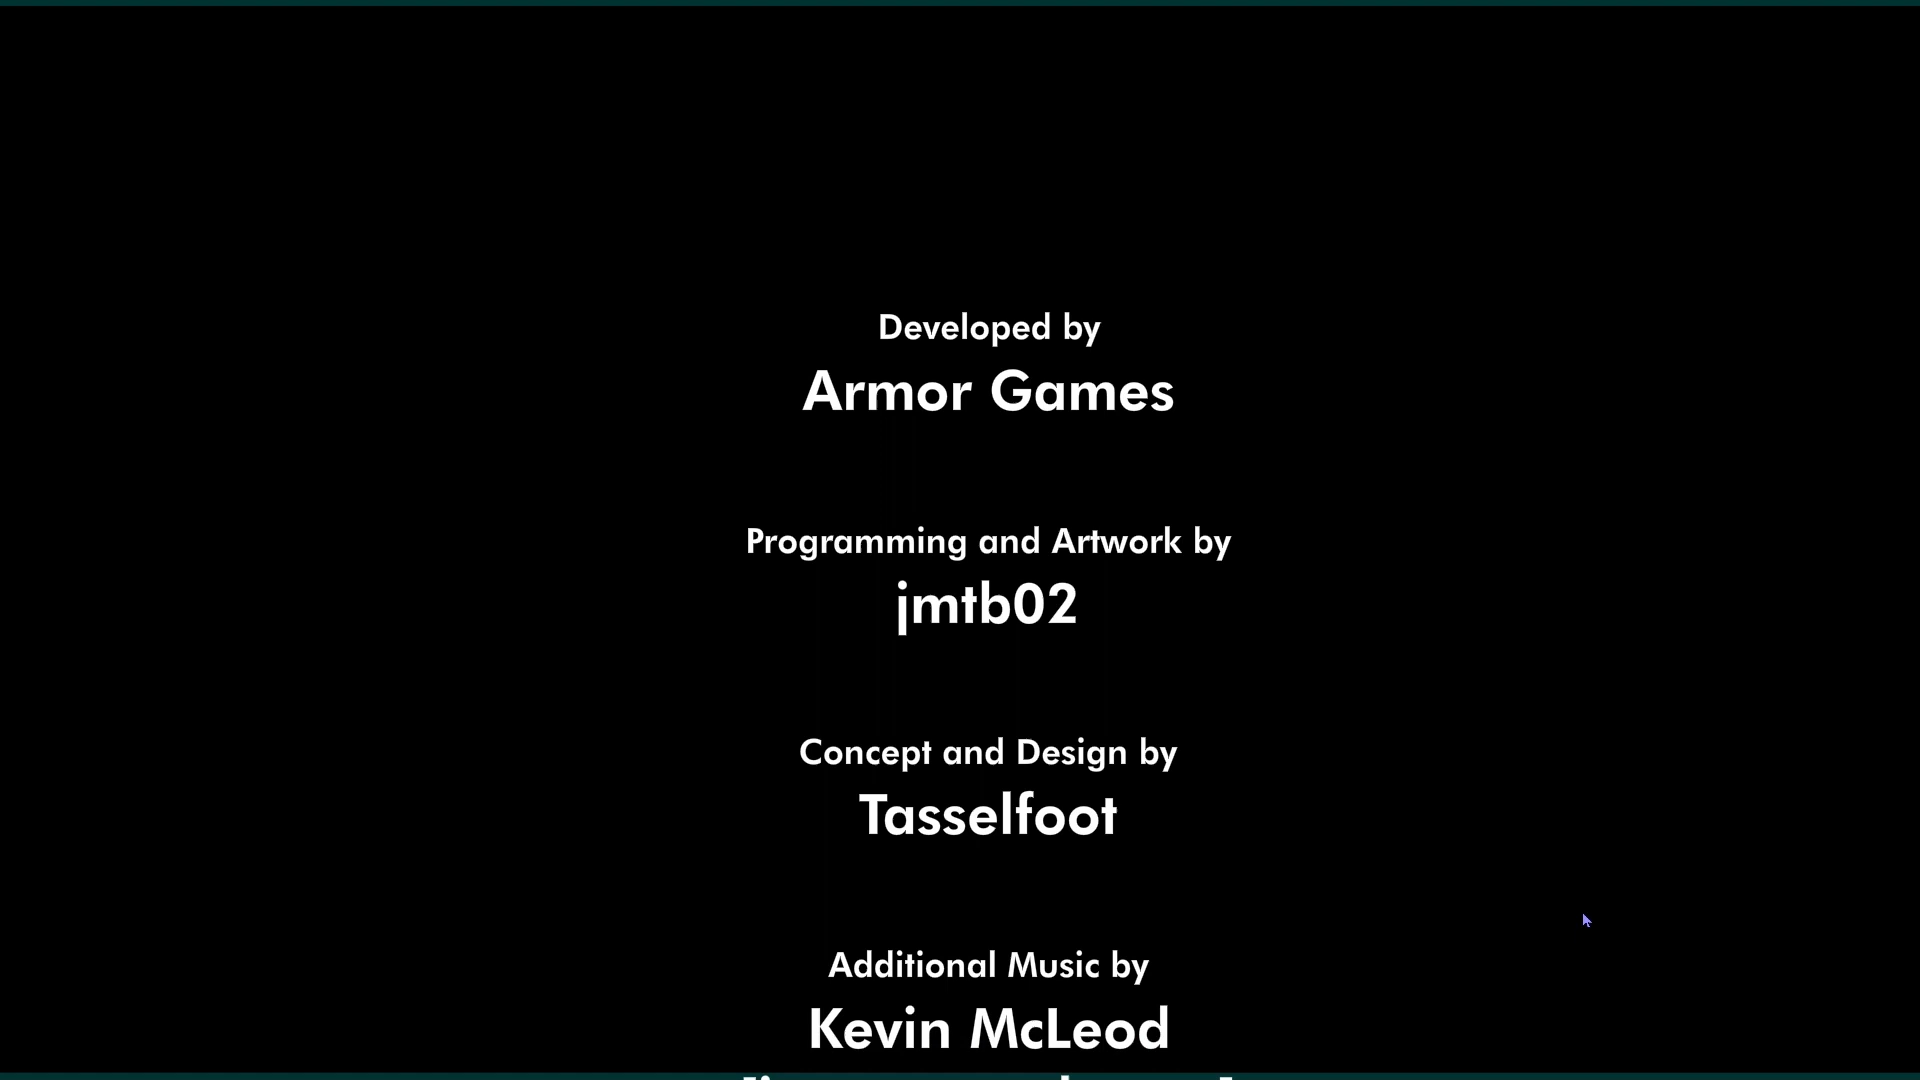 Developed by
Armor Games
Programming and Artwork by
jmtb02
Concept and Design by
Tasselfoot
Additional Music by
Kevin McLeod